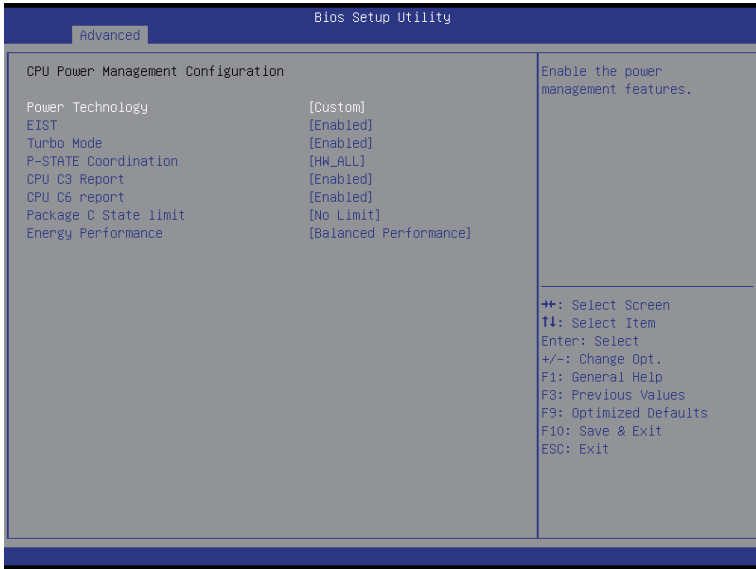 Bios Setup Utility
Advanced
CPU Power Management Configuration
Power Technology [Custom]
EIST [Enabled]
Turbo Mode [Enabled]
P-STATE Coordination [HW_ALL]
CPU C3 Report [Enabled]
CPU C6 report [Enabled]
Package C State limit [No Limit]
Energy Performance [Balanced Performance]
Enable the power
management features.
→←: Select Screen
↑↓: Select Item
Enter: Select
+/-: Change Opt.
F1: General Help
F3: Previous Values
F9: Optimized Defaults
F10: Save & Exit
ESC: Exit